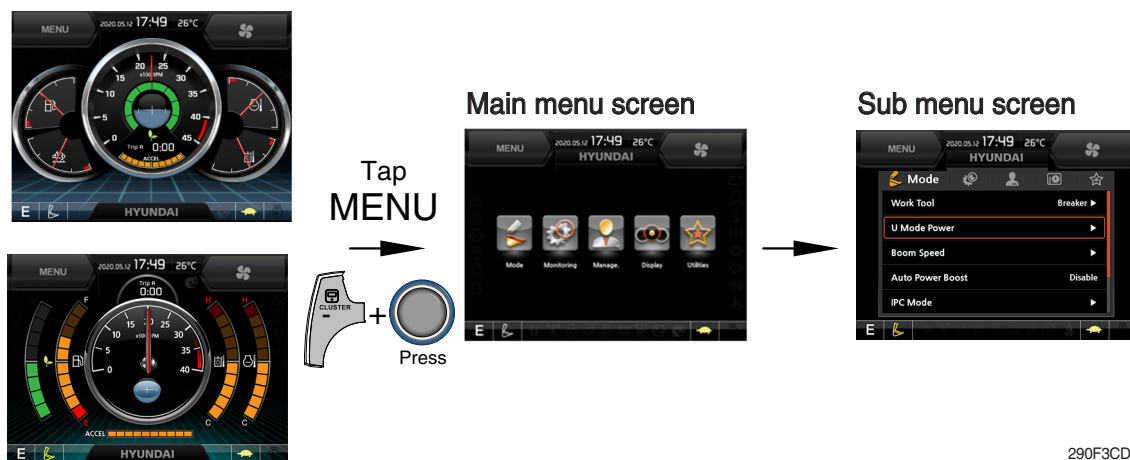 MENU 2020.05.12 17:49 26°C
20 25
15 x100 RPM 30
10 35
5 40
0 45
Trip R 0:00
ACCEL
E HYUNDAI
MENU 2020.05.12 17:49 26°C
Trip R
0:00
F H H
20
15 25
10 x100 RPM 30
5 35
0 40
E C C
ACCEL
E HYUNDAI
Tap
MENU
CLUSTER
+
Press
Main menu screen
MENU 2020.05.12 17:49 26°C
HYUNDAI
Mode Monitoring Manage. Display Utilities
E
Sub menu screen
MENU 2020.05.12 17:49 26°C
HYUNDAI
Mode
Work Tool Breaker ▶
U Mode Power ▶
Boom Speed ▶
Auto Power Boost Disable
IPC Mode ▶
E
290F3CD